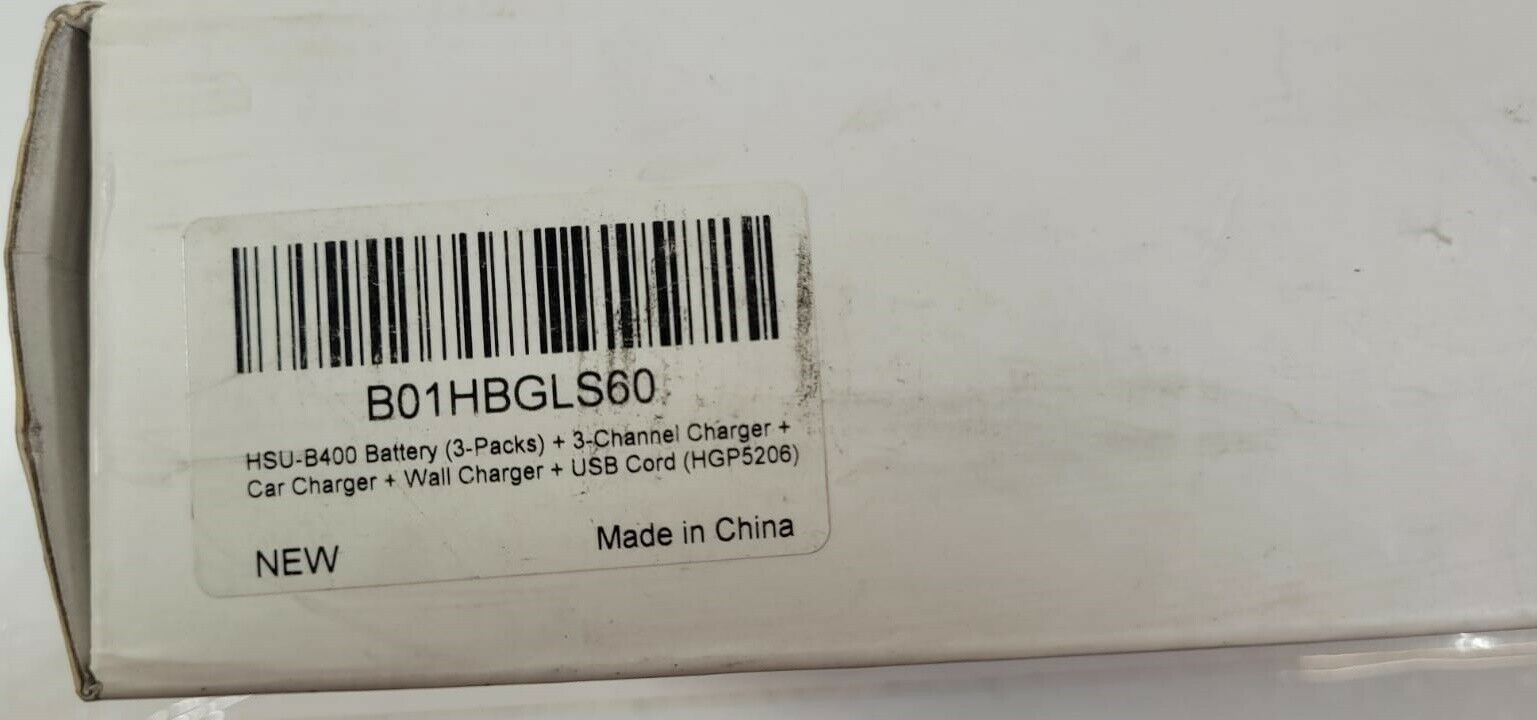 B01HBGLS60
HSU-B400 Battery (3-Packs) + 3-Channel Charger +
Car Charger + Wall Charger + USB Cord (HGP5206)
Made in China
NEW